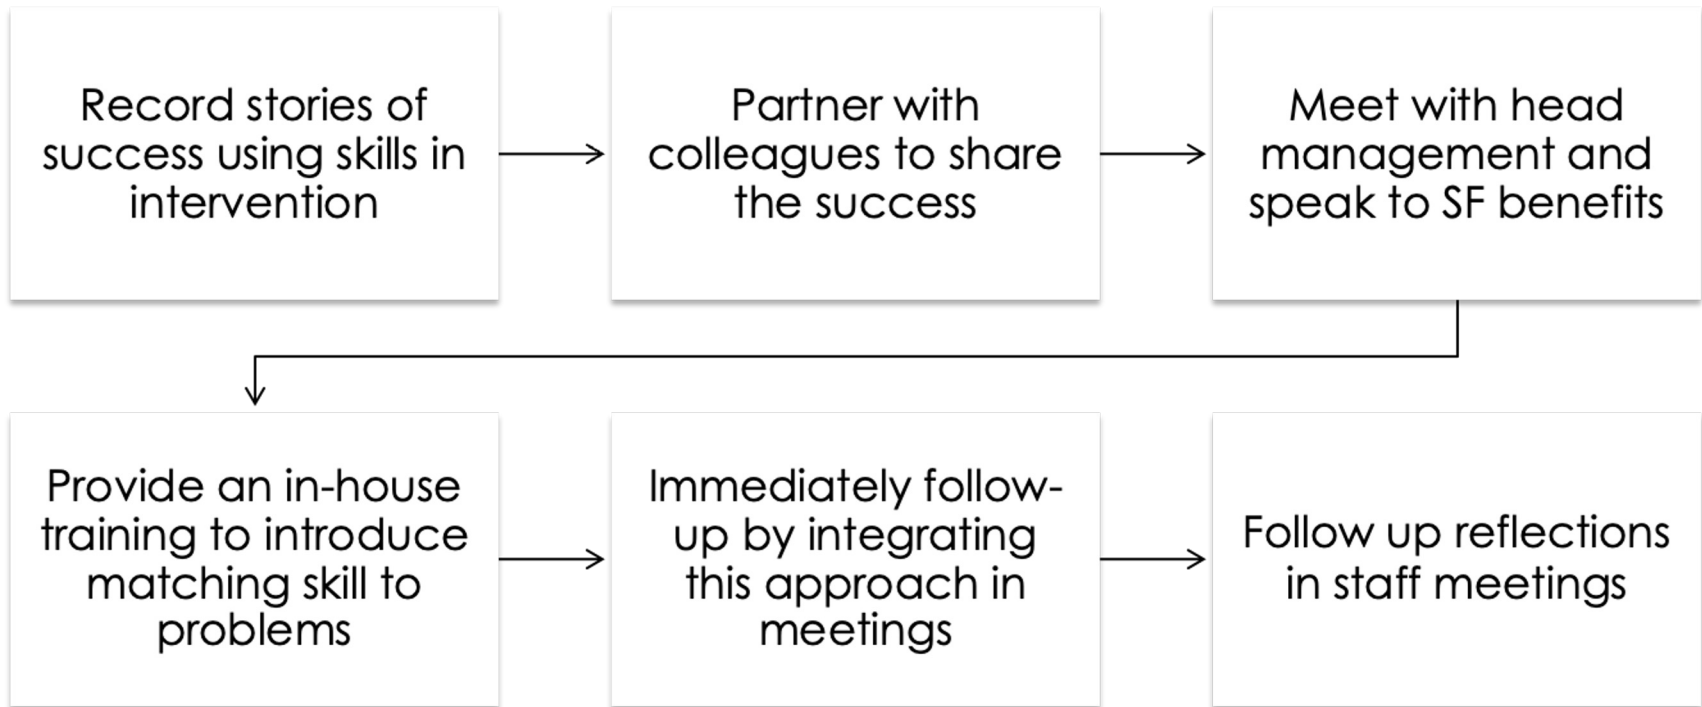 Record stories of
success using skills in
intervention
Partner with
colleagues to share
the success
Meet with head
management and
speak to SF benefits
Provide an in-house
training to introduce
matching skill to
problems
Immediately follow-
up by integrating
this approach in
meetings
Follow up reflections
in staff meetings